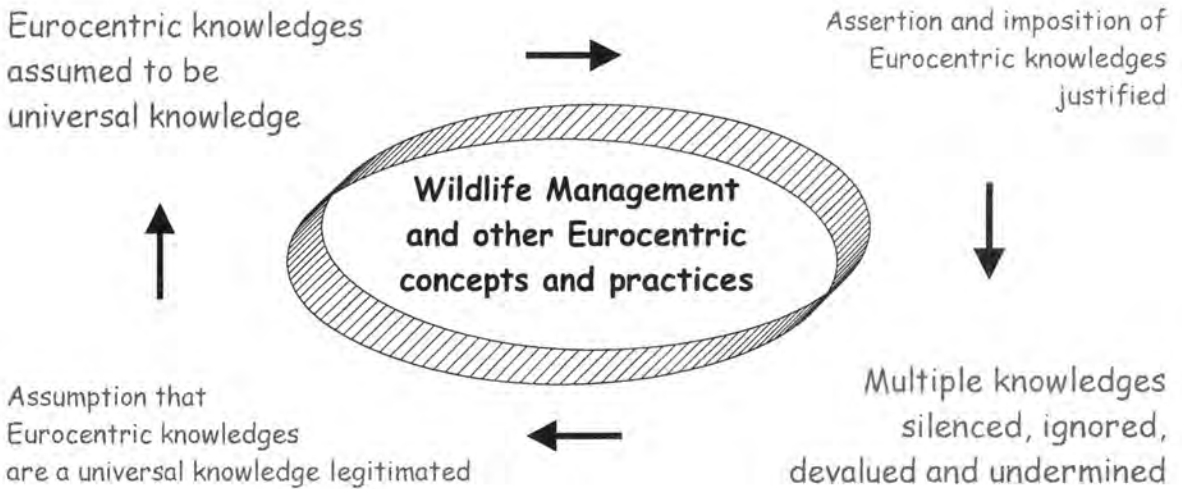 Eurocentric knowledges
assumed to be
universal knowledge
Assertion and imposition of
Eurocentric knowledges
justified
Wildlife Management
and other Eurocentric
concepts and practices
Multiple knowledges
silenced, ignored,
devalued and undermined
Assumption that
Eurocentric knowledges
are a universal knowledge legitimated